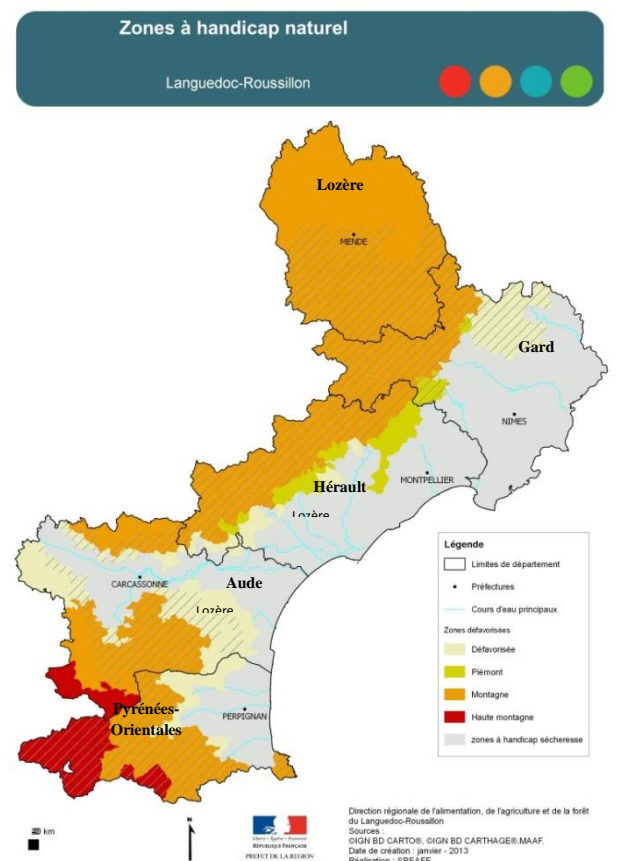 Zones à handicap naturel
Languedoc-Roussillon
Lozère
MENDE
Gard
NIMES
Hérault
MONTPELLIER
Lozère
CARCASSONNE
Aude
Lozère
Pyrénées-
Orientales
PERPIGNAN
Légende
Limites de département
Préfectures
Cours d'eau principaux
Zones défavorisées
Défavorisée
Piémont
Montagne
Haute montagne
zones à handicap sécheresse
km
N
RÉPUBLIQUE FRANÇAISE
PREFET DE LA REGION
Direction régionale de l'alimentation, de l'agriculture et de la forêt
du Languedoc-Roussillon
Sources :
©IGN BD CARTO®, ©IGN BD CARTHAGE®.MAAF.
Date de création : janvier - 2013
Réalisation : SREAFE